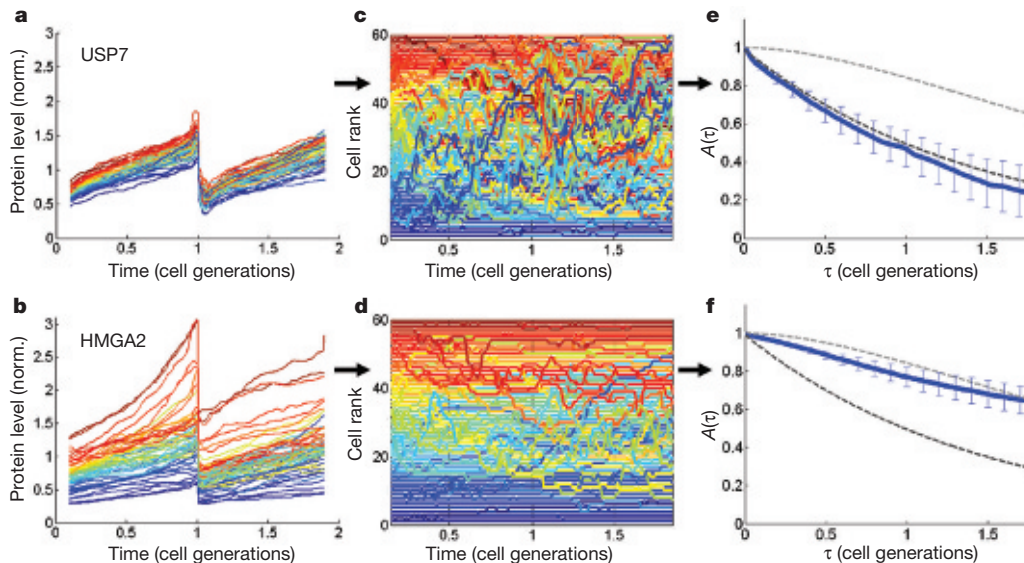 a
USP7
Protein level (norm.)
3
2.5
2
1.5
1
0.5
0
0
0.5
1
1.5
2
Time (cell generations)
c
Cell rank
60
40
20
0
0.5
1
1.5
Time (cell generations)
e
A(τ)
1
0.8
0.6
0.4
0.2
0
0
0.5
1
1.5
τ (cell generations)
b
HMGA2
Protein level (norm.)
3
2.5
2
1.5
1
0.5
0
0
0.5
1
1.5
2
Time (cell generations)
d
Cell rank
60
40
20
0
0.5
1
1.5
Time (cell generations)
f
A(τ)
1
0.8
0.6
0.4
0.2
0
0
0.5
1
1.5
τ (cell generations)